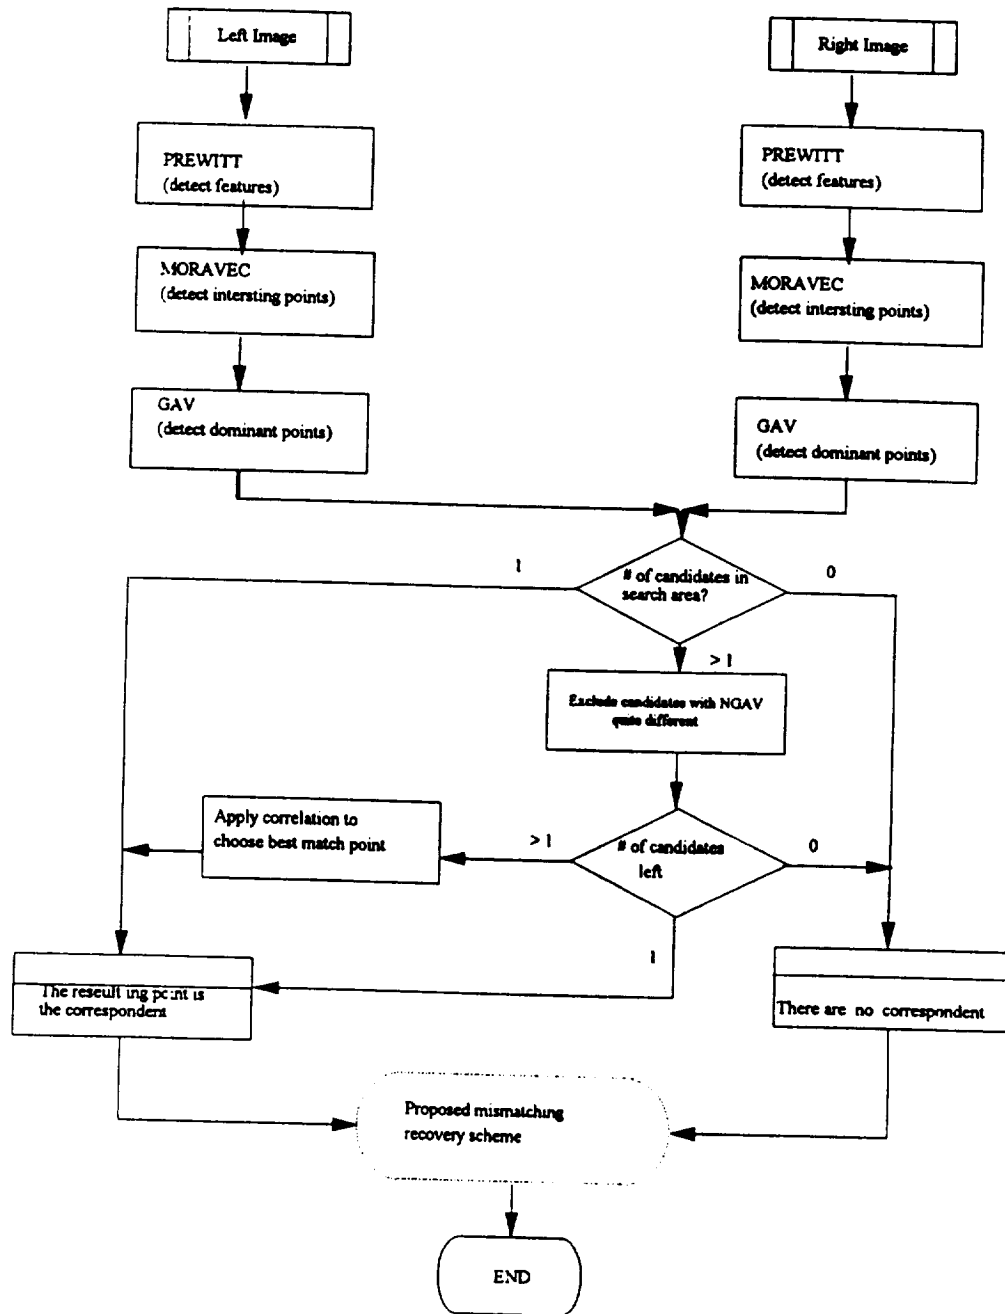 Left Image
Right Image
PREWITT
(detect features)
PREWITT
(detect features)
MORAVEC
(detect intersting points)
MORAVEC
(detect intersting points)
GAV
(detect dominant points)
GAV
(detect dominant points)
1
# of candidates in
search area?
0
> 1
Exclude candidates with NGAV
quite different
Apply correlation to
choose best match point
> 1
# of candidates
left
0
1
The reseulting point is
the correspondent
There are no correspondent
Proposed mismatching
recovery scheme
END